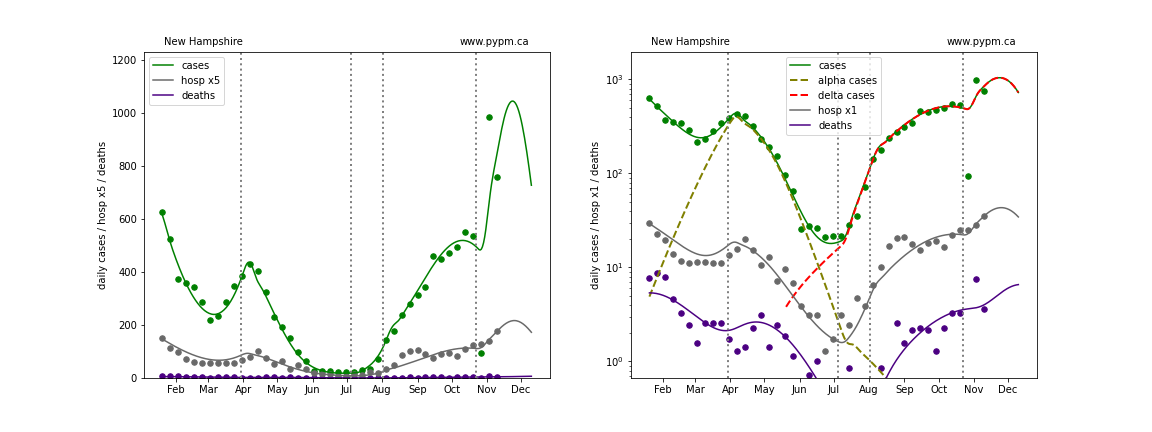 New Hampshire
www.pypm.ca
1200
1000
800
600
400
200
0
daily cases / hosp x5 / deaths
cases
hosp x5
deaths
Feb Mar Apr May Jun Jul Aug Sep Oct Nov Dec
New Hampshire
www.pypm.ca
10³
10²
10¹
10⁰
daily cases / hosp x1 / deaths
cases
alpha cases
delta cases
hosp x1
deaths
Feb Mar Apr May Jun Jul Aug Sep Oct Nov Dec